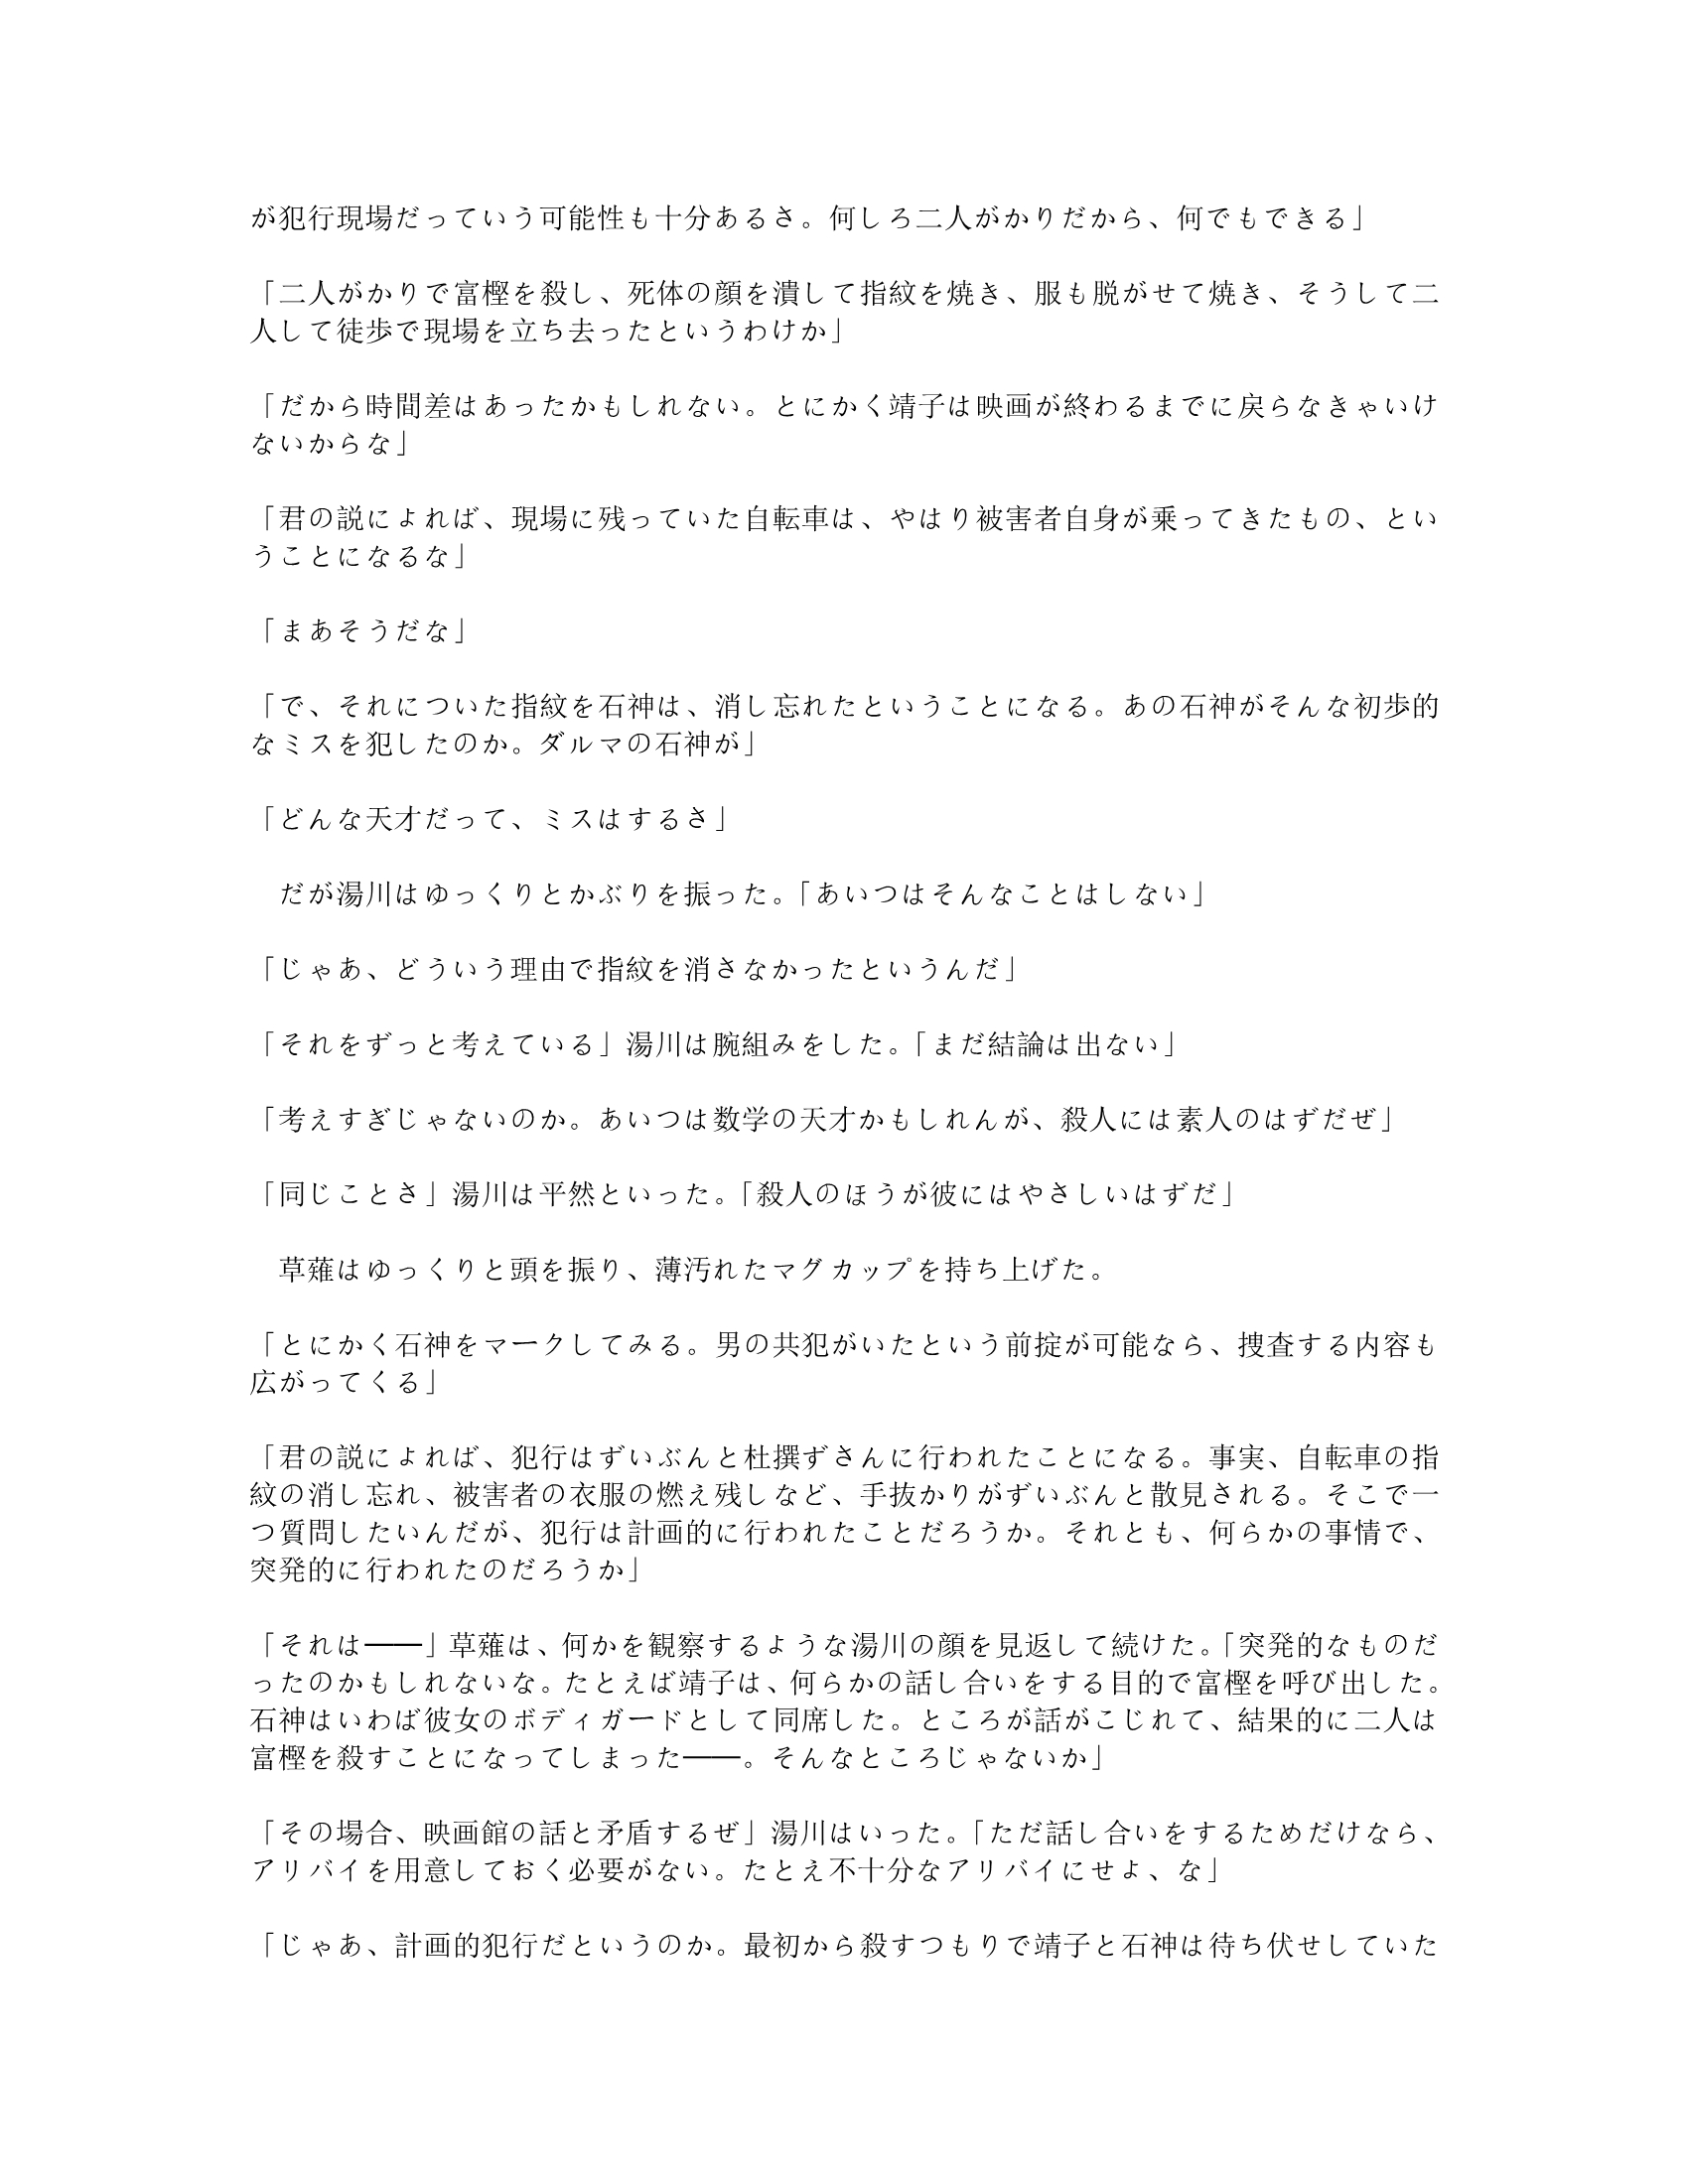 が犯行現場だっていう可能性も十分あるさ。何しろ二人がかりだから、何でもできる」
「二人がかりで富樫を殺し、死体の顔を潰して指紋を焼き、服も脱がせて焼き、そうして二
人して徒歩で現場を立ち去ったというわけか」
「だから時間差はあったかもしれない。とにかく靖子は映画が終わるまでに戻らなきゃいけ
ないからな」
「君の説によれば、現場に残っていた自転車は、やはり被害者自身が乗ってきたもの、とい
うことになるな」
「まあそうだな」
「で、それについた指紋を石神は、消し忘れたということになる。あの石神がそんな初歩的
なミスを犯したのか。ダルマの石神が」
「どんな天才だって、ミスはするさ」
　だが湯川はゆっくりとかぶりを振った。「あいつはそんなことはしない」
「じゃあ、どういう理由で指紋を消さなかったというんだ」
「それをずっと考えている」湯川は腕組みをした。「まだ結論は出ない」
「考えすぎじゃないのか。あいつは数学の天才かもしれんが、殺人には素人のはずだぜ」
「同じことさ」湯川は平然といった。「殺人のほうが彼にはやさしいはずだ」
　草薙はゆっくりと頭を振り、薄汚れたマグカップを持ち上げた。
「とにかく石神をマークしてみる。男の共犯がいたという前掟が可能なら、捜査する内容も
広がってくる」
「君の説によれば、犯行はずいぶんと杜撰ずさんに行われたことになる。事実、自転車の指
紋の消し忘れ、被害者の衣服の燃え残しなど、手抜かりがずいぶんと散見される。そこで一
つ質問したいんだが、犯行は計画的に行われたことだろうか。それとも、何らかの事情で、
突発的に行われたのだろうか」
「それは――」草薙は、何かを観察するような湯川の顔を見返して続けた。「突発的なものだ
ったのかもしれないな。たとえば靖子は、何らかの話し合いをする目的で富樫を呼び出した。
石神はいわば彼女のボディガードとして同席した。ところが話がこじれて、結果的に二人は
富樫を殺すことになってしまった――。そんなところじゃないか」
「その場合、映画館の話と矛盾するぜ」湯川はいった。「ただ話し合いをするためだけなら、
アリバイを用意しておく必要がない。たとえ不十分なアリバイにせよ、な」
「じゃあ、計画的犯行だというのか。最初から殺すつもりで靖子と石神は待ち伏せしていた